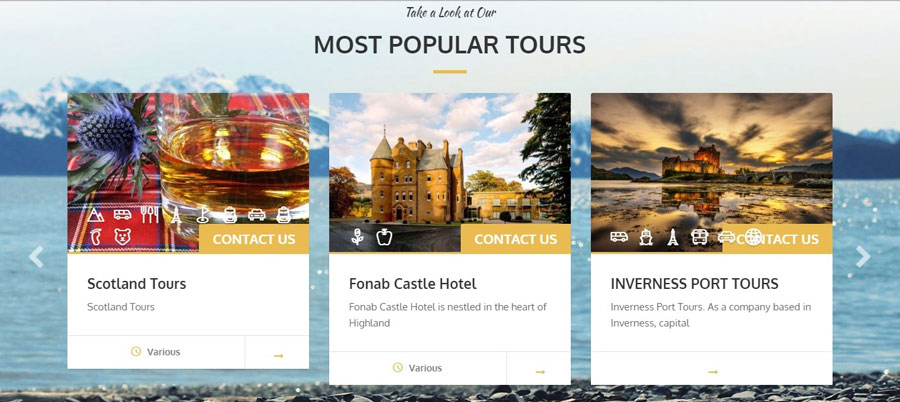 Take a Look at Our
MOST POPULAR TOURS
CONTACT US
Scotland Tours
Scotland Tours
Various
CONTACT US
Fonab Castle Hotel
Fonab Castle Hotel is nestled in the heart of
Highland
Various
CONTACT US
INVERNESS PORT TOURS
Inverness Port Tours. As a company based in
Inverness, capital